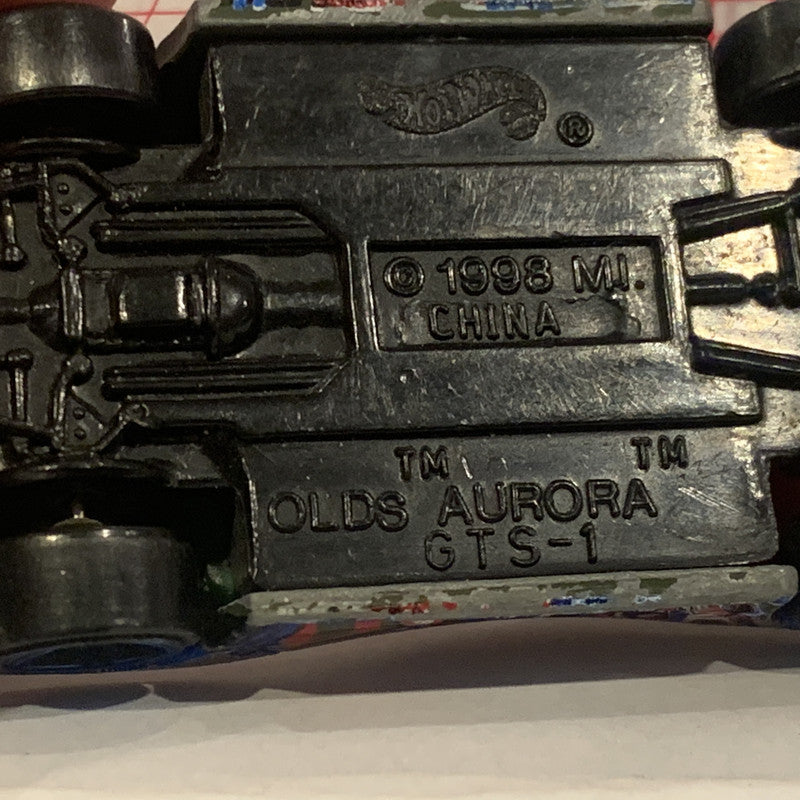 Hot Wheels ®
© 1998 M.I.
CHINA
TM TM
OLDS AURORA
GTS-1